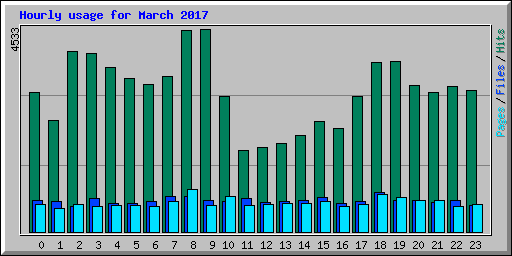 Hourly usage for March 2017
4533
Pages/Files/Hits
0 1 2 3 4 5 6 7 8 9 10 11 12 13 14 15 16 17 18 19 20 21 22 23